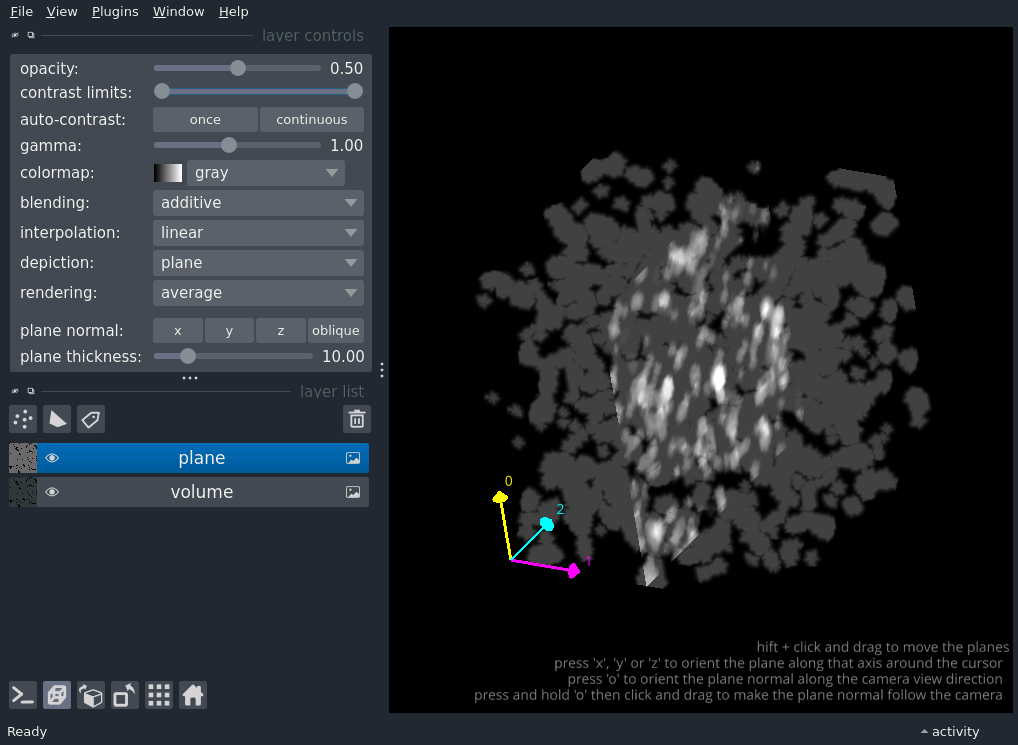 File View Plugins Window Help
layer controls
opacity: 0.50
contrast limits:
auto-contrast: once continuous
gamma: 1.00
colormap: gray
blending: additive
interpolation: linear
depiction: plane
rendering: average
plane normal: x y z oblique
plane thickness: 10.00
layer list
plane
volume
0
2
1
hift + click and drag to move the planes
press 'x', 'y' or 'z' to orient the plane along that axis around the cursor
press 'o' to orient the plane normal along the camera view direction
press and hold 'o' then click and drag to make the plane normal follow the camera
Ready
activity